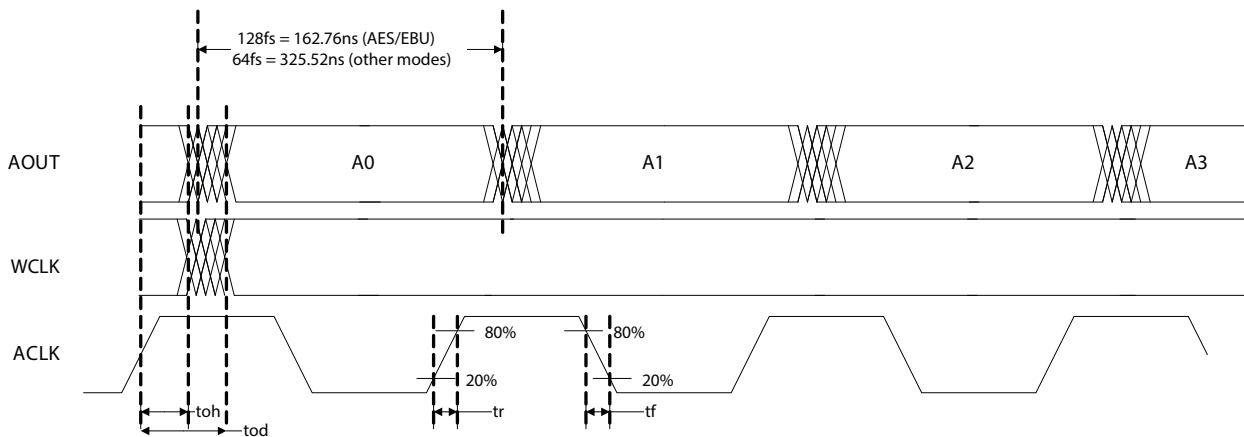 128fs = 162.76ns (AES/EBU)
64fs = 325.52ns (other modes)
AOUT
A0
A1
A2
A3
WCLK
ACLK
80%
80%
20%
20%
toh
tr
tf
tod